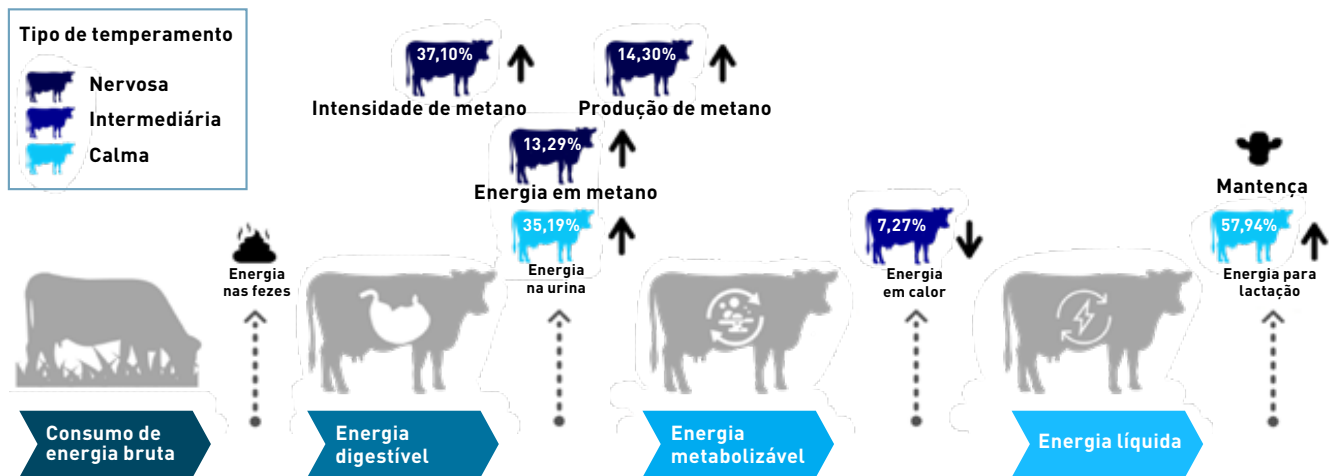 Tipo de temperamento
Nervosa
Intermediária
Calma
37,10%
Intensidade de metano
14,30%
Produção de metano
13,29%
Energia em metano
35,19%
Energia
na urina
Energia
nas fezes
7,27%
Energia
em calor
Mantença
57,94%
Energia para
lactação
Consumo de
energia bruta
Energia
digestível
Energia
metabolizável
Energia líquida